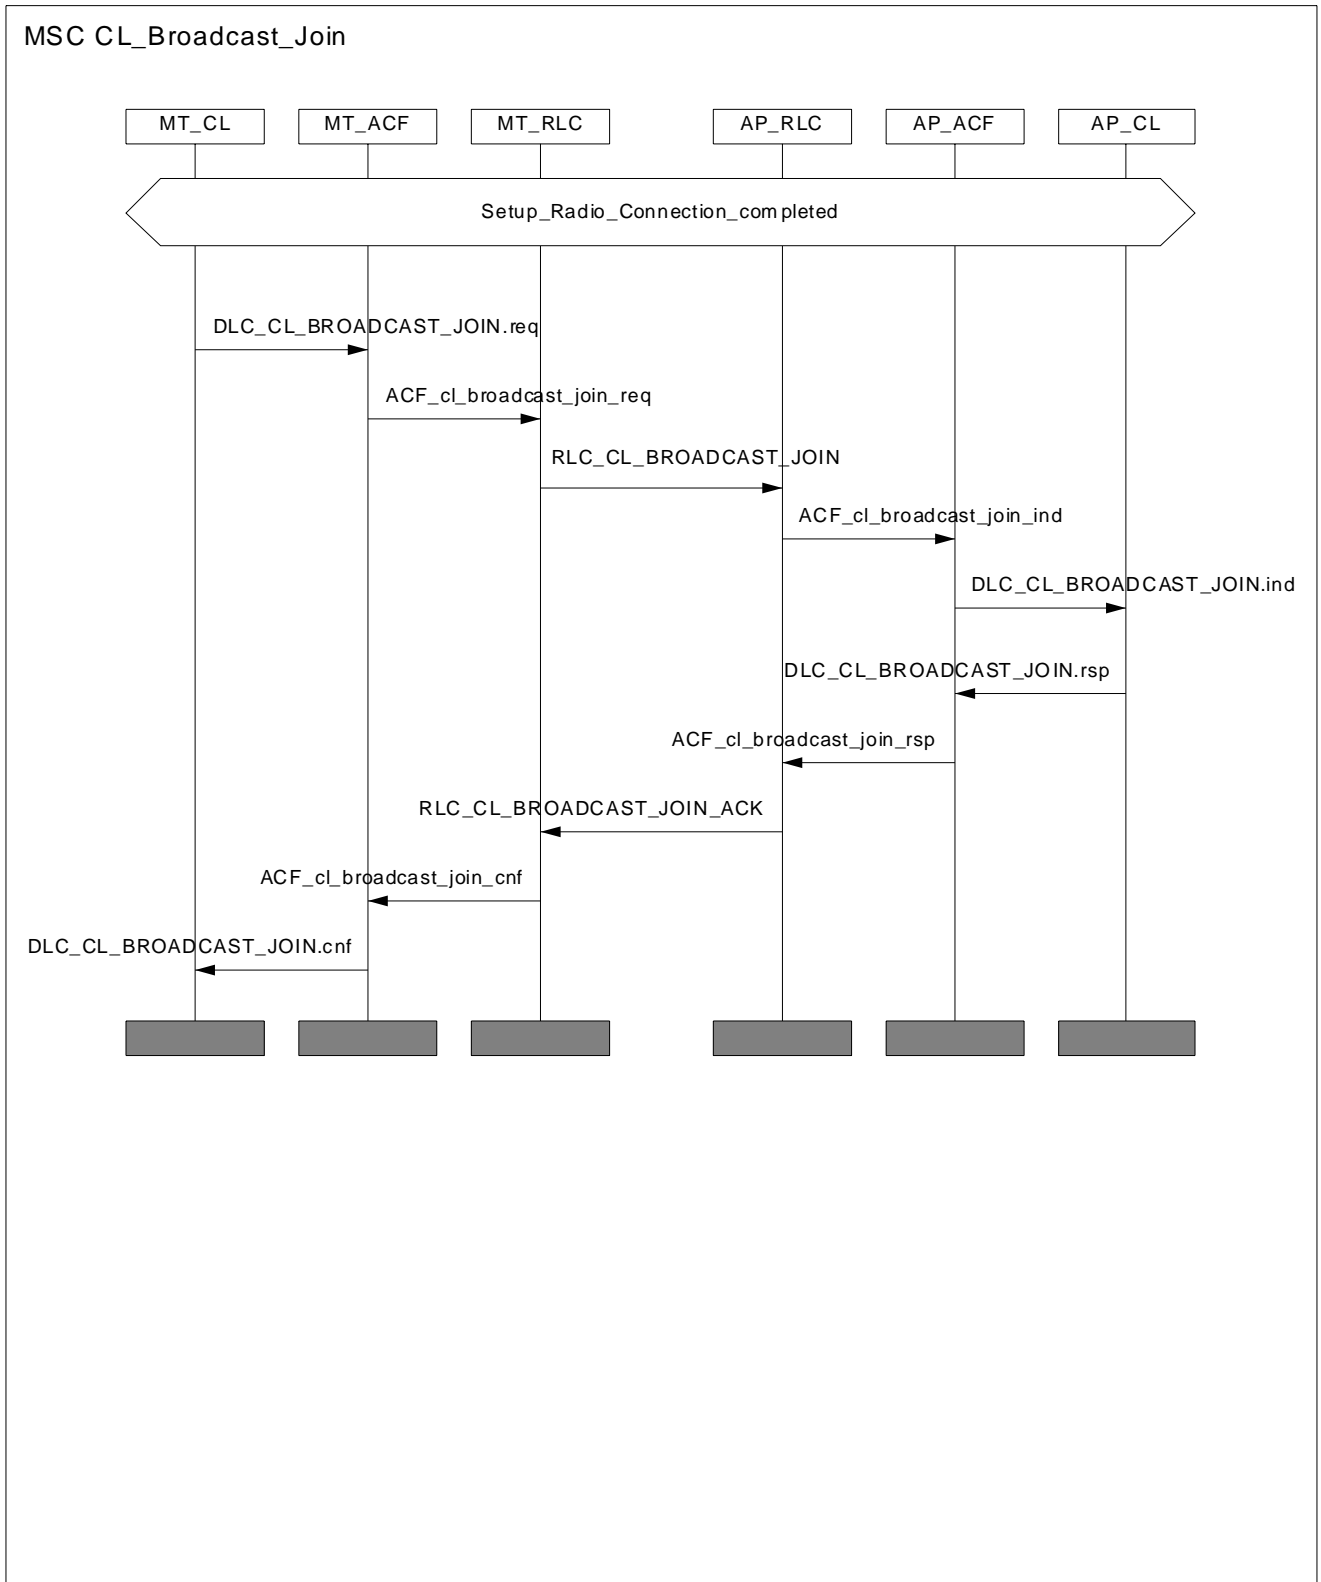 MSC CL_Broadcast_Join
MT_CL MT_ACF MT_RLC AP_RLC AP_ACF AP_CL
Setup_Radio_Connection_completed
DLC_CL_BROADCAST_JOIN.req
ACF_cl_broadcast_join_req
RLC_CL_BROADCAST_JOIN
ACF_cl_broadcast_join_ind
DLC_CL_BROADCAST_JOIN.ind
DLC_CL_BROADCAST_JOIN.rsp
ACF_cl_broadcast_join_rsp
RLC_CL_BROADCAST_JOIN_ACK
ACF_cl_broadcast_join_cnf
DLC_CL_BROADCAST_JOIN.cnf